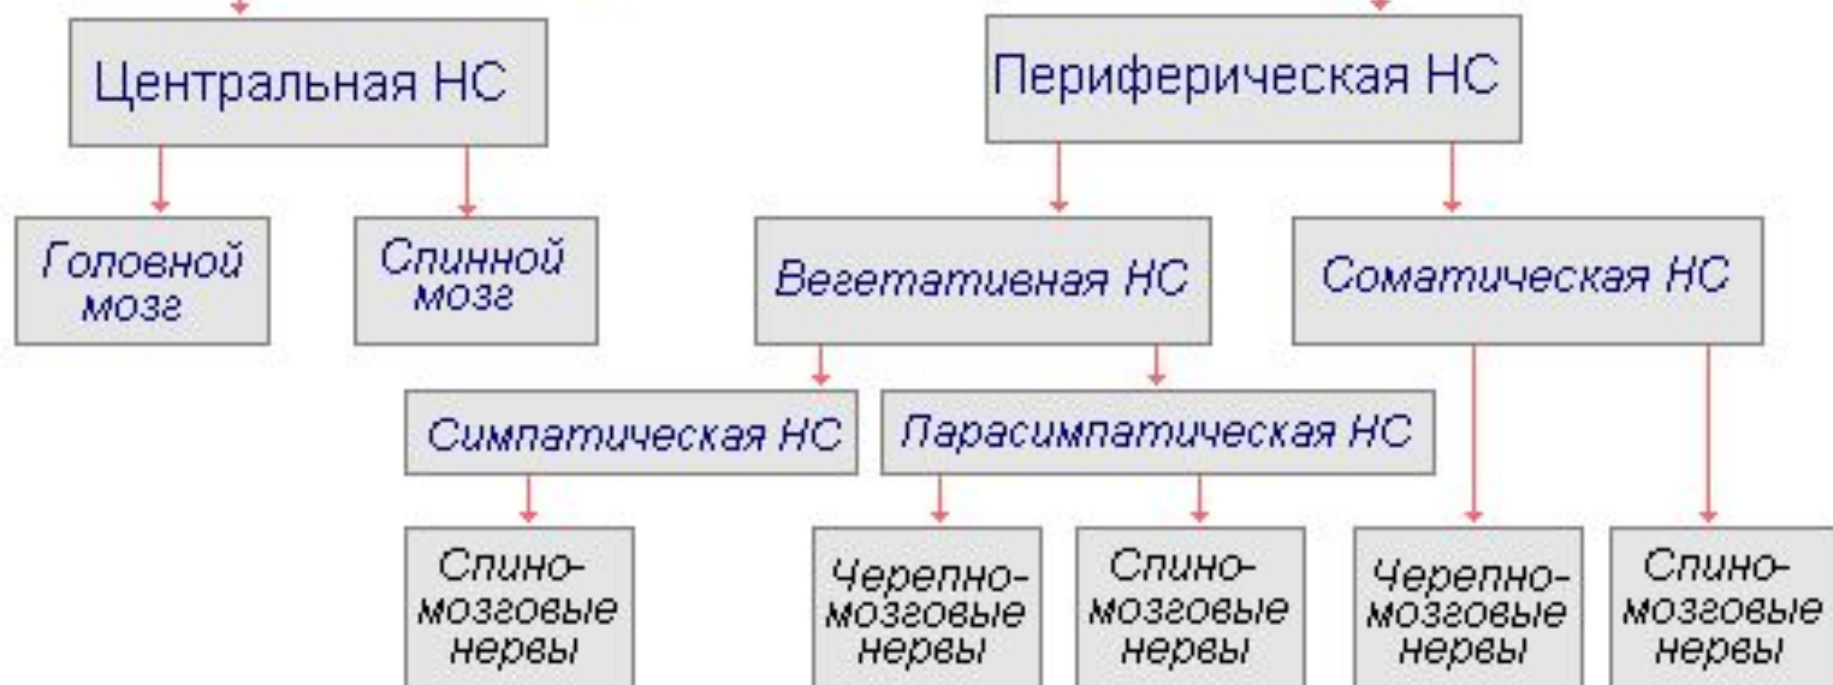 Центральная НС
Периферическая НС
Головной
мозг
Спинной
мозг
Вегетативная НС
Соматическая НС
Симпатическая НС
Парасимпатическая НС
Спино-
мозговые
нервы
Черепно-
мозговые
нервы
Спино-
мозговые
нервы
Черепно-
мозговые
нервы
Спино-
мозговые
нервы